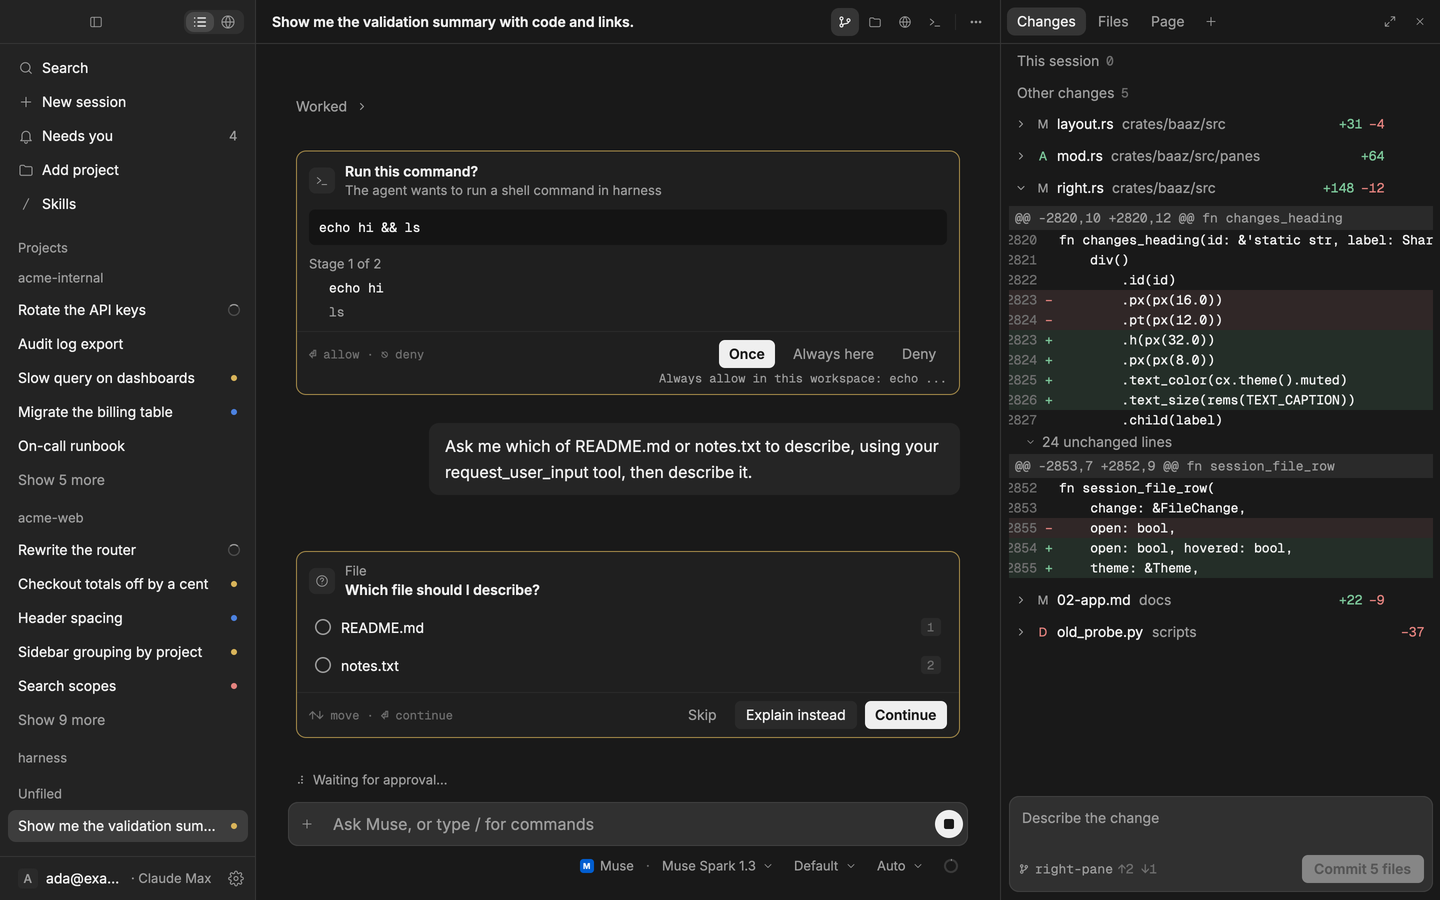 Search
New session
Needs you 4
Add project
Skills
Projects
acme-internal
Rotate the API keys
Audit log export
Slow query on dashboards
Migrate the billing table
On-call runbook
Show 5 more
acme-web
Rewrite the router
Checkout totals off by a cent
Header spacing
Sidebar grouping by project
Search scopes
Show 9 more
harness
Unfiled
Show me the validation sum...
A ada@exa... · Claude Max
Show me the validation summary with code and links.
Worked
Run this command?
The agent wants to run a shell command in harness
echo hi && ls
Stage 1 of 2
echo hi
ls
allow · deny
Once Always here Deny
Always allow in this workspace: echo ...
Ask me which of README.md or notes.txt to describe, using your
request_user_input tool, then describe it.
File
Which file should I describe?
README.md 1
notes.txt 2
↑↓ move · continue
Skip Explain instead Continue
Waiting for approval...
+ Ask Muse, or type / for commands
M Muse · Muse Spark 1.3 Default Auto
Changes Files Page +
This session 0
Other changes 5
M layout.rs crates/baaz/src +31 −4
A mod.rs crates/baaz/src/panes +64
M right.rs crates/baaz/src +148 −12
@@ -2820,10 +2820,12 @@ fn changes_heading
2820 fn changes_heading(id: &'static str, label: Shar
2821 div()
2822 .id(id)
2823 − .px(px(16.0))
2824 − .pt(px(12.0))
2823 + .h(px(32.0))
2824 + .px(px(8.0))
2825 + .text_color(cx.theme().muted)
2826 + .text_size(rems(TEXT_CAPTION))
2827 .child(label)
24 unchanged lines
@@ -2853,7 +2852,9 @@ fn session_file_row
2852 fn session_file_row(
2853 change: &FileChange,
2855 − open: bool,
2854 + open: bool, hovered: bool,
2855 + theme: &Theme,
M 02-app.md docs +22 −9
D old_probe.py scripts −37
Describe the change
right-pane ↑2 ↓1
Commit 5 files